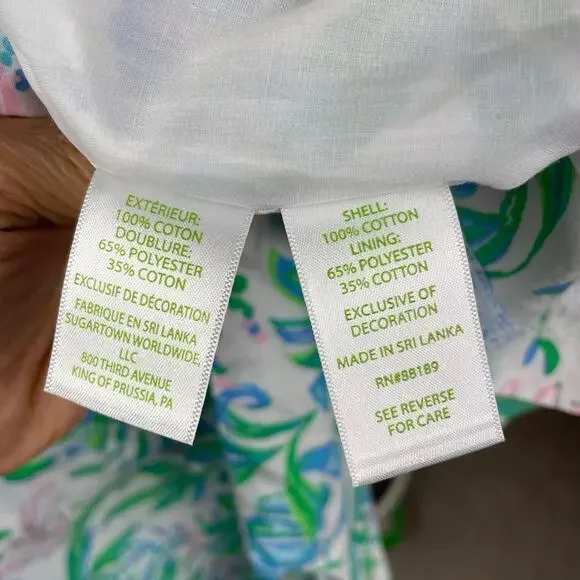 EXTÉRIEUR:
100% COTON
DOUBLURE:
65% POLYESTER
35% COTON
EXCLUSIF DE DÉCORATION
FABRIQUE EN SRI LANKA
SUGARTOWN WORLDWIDE
LLC
800 THIRD AVENUE
KING OF PRUSSIA, PA
SHELL:
100% COTTON
LINING:
65% POLYESTER
35% COTTON
EXCLUSIVE OF
DECORATION
MADE IN SRI LANKA
RN#88189
SEE REVERSE
FOR CARE